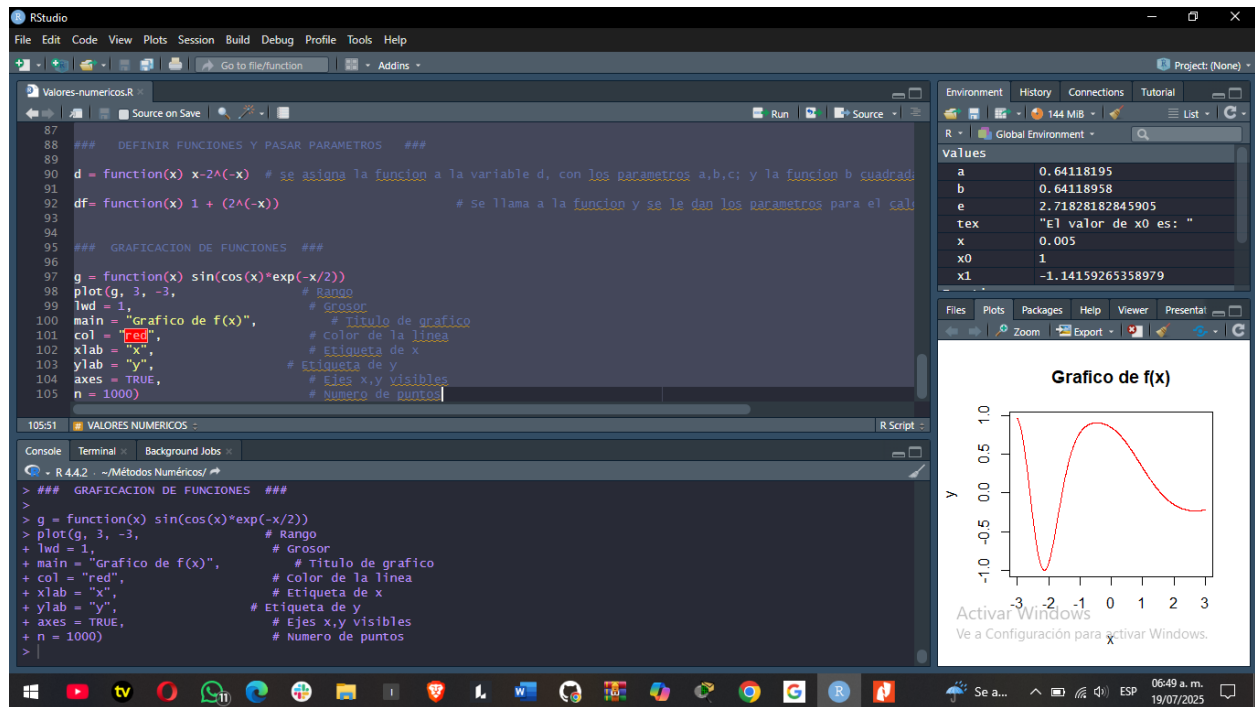 RStudio
File Edit Code View Plots Session Build Debug Profile Tools Help
Go to file/function Addins Project: (None)
Valores-numericos.R
Source on Save Run Source
87
88 ### DEFINIR FUNCIONES Y PASAR PARAMETROS ###
89
90 d = function(x) x-2^(-x) # se asigna la funcion a la variable d, con los parametros a,b,c; y la funcion b cuadrada
91
92 df= function(x) 1 + (2^(-x)) # Se llama a la funcion y se le dan los parametros para el
93
94
95 ### GRAFICACION DE FUNCIONES ###
96
97 g = function(x) sin(cos(x)*exp(-x/2))
98 plot(g, 3, -3, # Rango
99 lwd = 1, # Grosor
100 main = "Grafico de f(x)", # Titulo de grafico
101 col = "red", # Color de la linea
102 xlab = "x", # Etiqueta de x
103 ylab = "y", # Etiqueta de y
104 axes = TRUE, # Ejes x,y visibles
105 n = 1000) # Numero de puntos
105:51 # VALORES NUMERICOS R Script
Console Terminal Background Jobs
R 4.4.2 · ~/Métodos Numéricos/
> ### GRAFICACION DE FUNCIONES ###
>
> g = function(x) sin(cos(x)*exp(-x/2))
> plot(g, 3, -3, # Rango
+ lwd = 1, # Grosor
+ main = "Grafico de f(x)", # Titulo de grafico
+ col = "red", # Color de la linea
+ xlab = "x", # Etiqueta de x
+ ylab = "y", # Etiqueta de y
+ axes = TRUE, # Ejes x,y visibles
+ n = 1000) # Numero de puntos
>
Environment History Connections Tutorial
144 MiB List
R Global Environment
Values
a 0.64118195
b 0.64118958
e 2.71828182845905
tex "El valor de x0 es: "
x 0.005
x0 1
x1 -1.14159265358979
Files Plots Packages Help Viewer Presentat
Zoom Export
Grafico de f(x)
1.0
0.5
0.0
-0.5
-1.0
y
-3 -2 -1 0 1 2 3
x
Activar Windows
Ve a Configuración para activar Windows.
tv 11 Se a... ESP 06:49 a. m.
19/07/2025